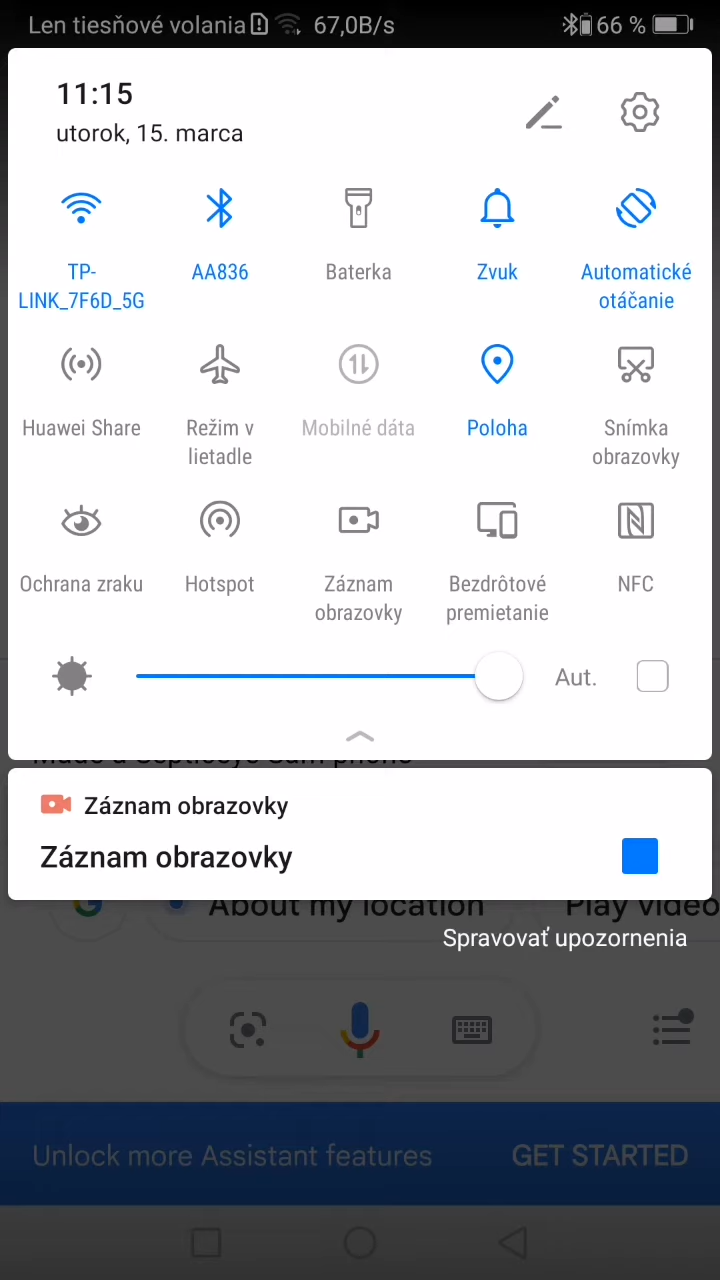 Len tiesňové volania 67,0B/s 66 %
11:15
utorok, 15. marca
TP-LINK_7F6D_5G
AA836
Baterka
Zvuk
Automatické otáčanie
Huawei Share
Režim v lietadle
Mobilné dáta
Poloha
Snímka obrazovky
Ochrana zraku
Hotspot
Záznam obrazovky
Bezdrôtové premietanie
NFC
Aut.
Záznam obrazovky
Záznam obrazovky
About my location
Play video
Spravovať upozornenia
Unlock more Assistant features
GET STARTED